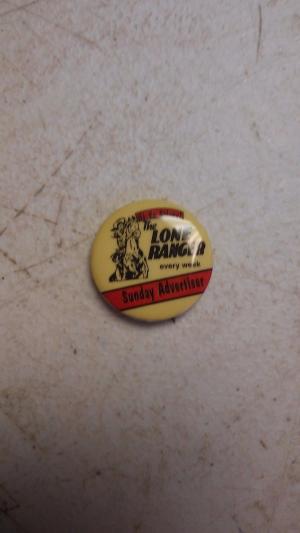 The
LONE
RANGER
every week
Sunday Advertiser